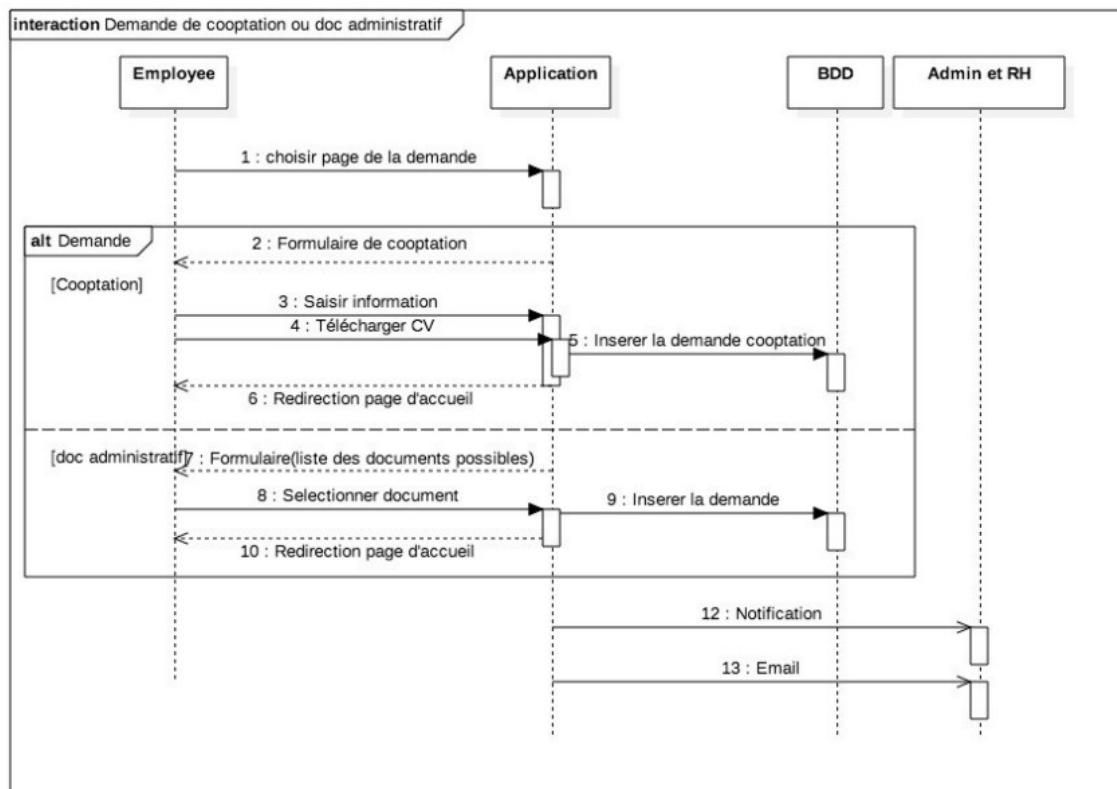 interaction Demande de cooptation ou doc administratif
Employee
Application
BDD
Admin et RH
1 : choisir page de la demande
alt Demande
2 : Formulaire de cooptation
[Cooptation]
3 : Saisir information
4 : Télécharger CV
5 : Inserer la demande cooptation
6 : Redirection page d'accueil
[doc administratif]
7 : Formulaire(liste des documents possibles)
8 : Selectionner document
9 : Inserer la demande
10 : Redirection page d'accueil
12 : Notification
13 : Email